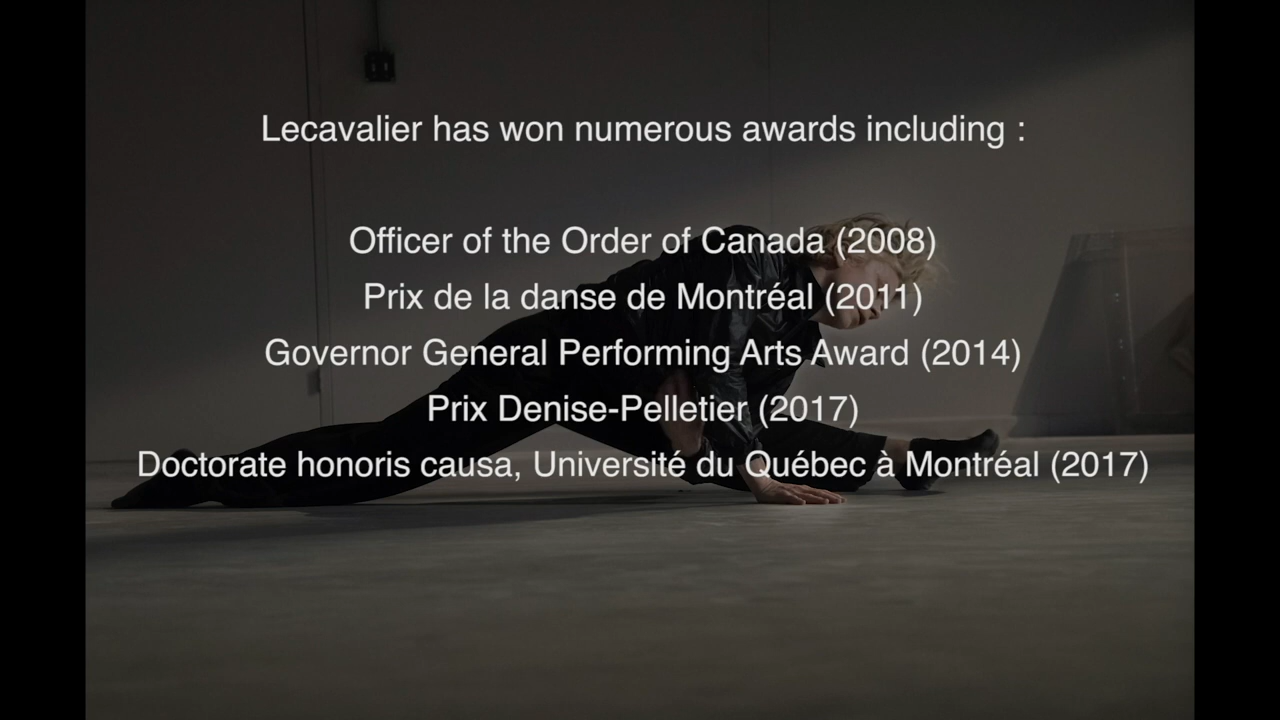 Lecavalier has won numerous awards including :
Officer of the Order of Canada (2008)
Prix de la danse de Montréal (2011)
Governor General Performing Arts Award (2014)
Prix Denise-Pelletier (2017)
Doctorate honoris causa, Université du Québec à Montréal (2017)